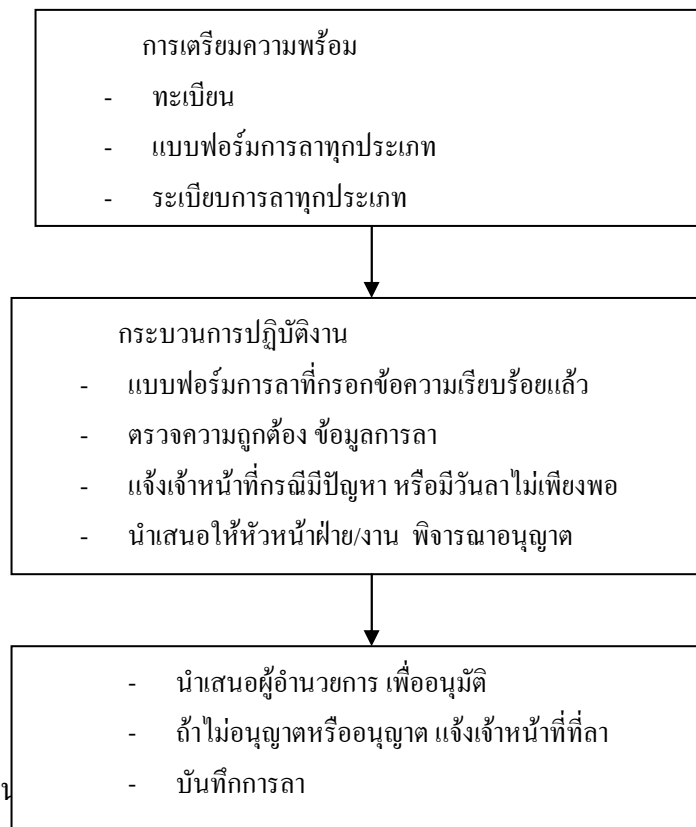 การเตรียมความพร้อม
- ทะเบียน
- แบบฟอร์มการลาทุกประเภท
- ระเบียบการลาทุกประเภท
กระบวนการปฏิบัติงาน
- แบบฟอร์มการลาที่กรอกข้อความเรียบร้อยแล้ว
- ตรวจความถูกต้อง ข้อมูลการลา
- แจ้งเจ้าหน้าที่กรณีมีปัญหา หรือมีวันลาไม่เพียงพอ
- นำเสนอให้หัวหน้าฝ่าย/งาน พิจารณาอนุญาต
- นำเสนอผู้อำนวยการ เพื่ออนุมัติ
- ถ้าไม่อนุญาตหรืออนุญาต แจ้งเจ้าหน้าที่ที่ลา
- บันทึกการลา